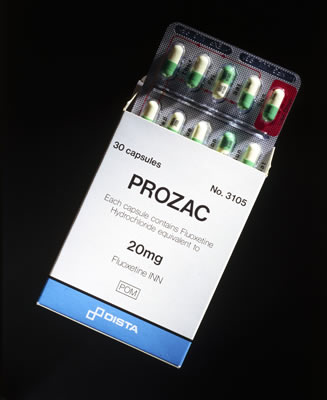 30 capsules
No. 3105
PROZAC
Each capsule contains Fluoxetine
Hydrochloride equivalent to
20mg
Fluoxetine INN
POM
DISTA